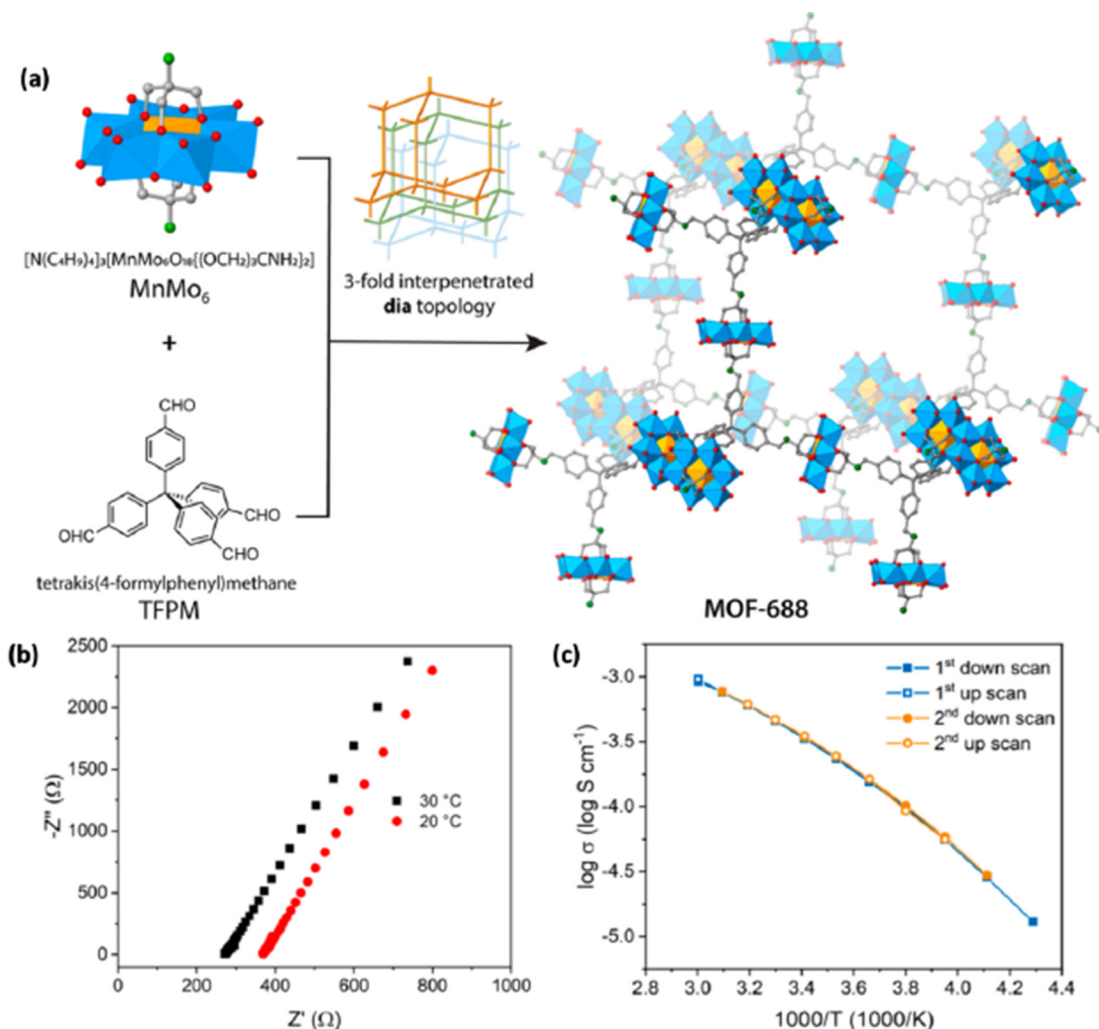 (a)
[N(C₄H₉)₄]₃[MnMo₆O₁₈{(OCH₂)₃CNH₂}₂]
MnMo₆
+
CHO
OHC
CHO
CHO
tetrakis(4-formylphenyl)methane
TFPM
3-fold interpenetrated
dia topology
MOF-688
(b)
2500
2000
1500
1000
500
0
-Z'' (Ω)
30 °C
20 °C
0 200 400 600 800 1000
Z' (Ω)
(c)
1st down scan
1st up scan
2nd down scan
2nd up scan
-3.0
-3.5
-4.0
-4.5
-5.0
log σ (log S cm⁻¹)
2.8 3.0 3.2 3.4 3.6 3.8 4.0 4.2 4.4
1000/T (1000/K)